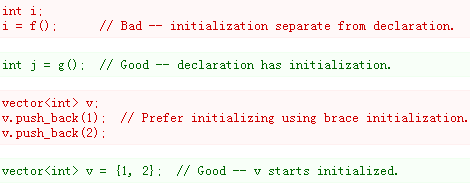 int i;
i = f();      // Bad -- initialization separate from declaration.
int j = g();  // Good -- declaration has initialization.
vector<int> v;
v.push_back(1);  // Prefer initializing using brace initialization.
v.push_back(2);
vector<int> v = {1, 2};  // Good -- v starts initialized.